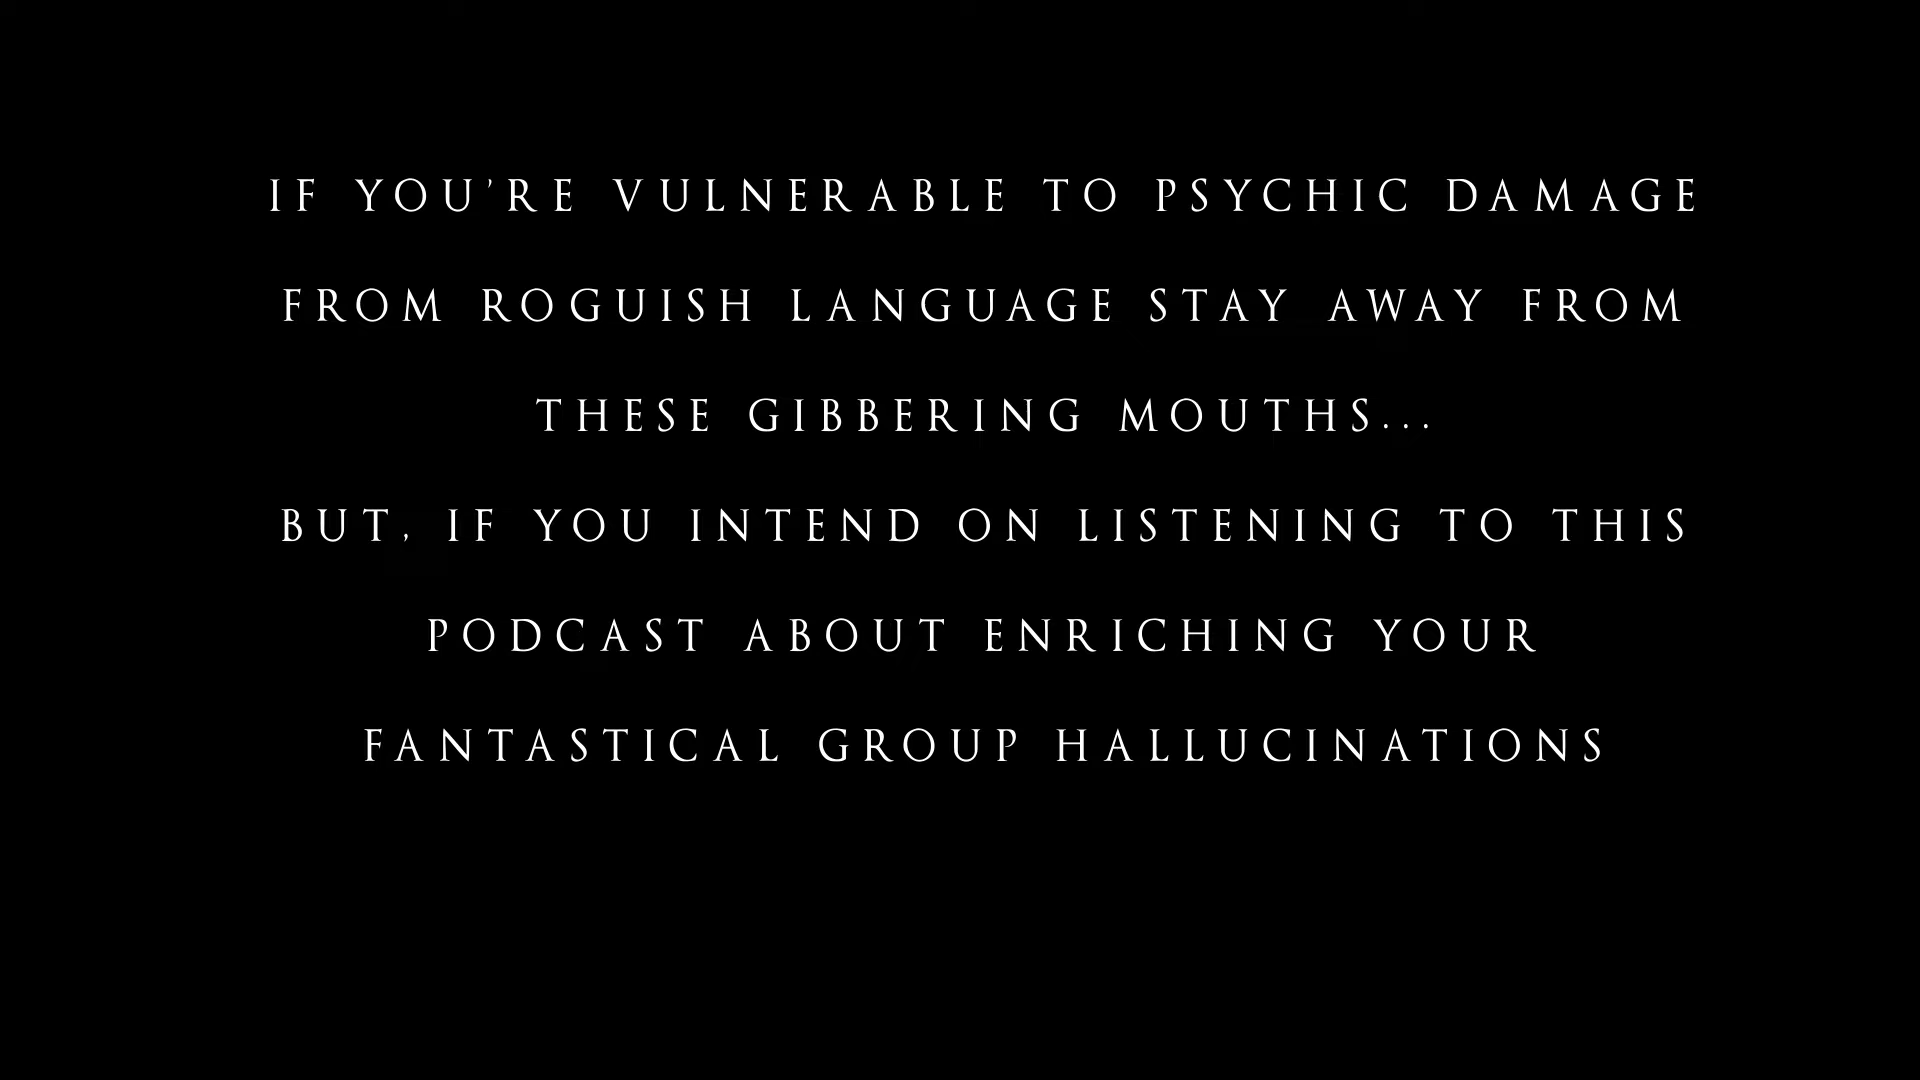 IF YOU'RE VULNERABLE TO PSYCHIC DAMAGE
FROM ROGUISH LANGUAGE STAY AWAY FROM
THESE GIBBERING MOUTHS...
BUT, IF YOU INTEND ON LISTENING TO THIS
PODCAST ABOUT ENRICHING YOUR
FANTASTICAL GROUP HALLUCINATIONS